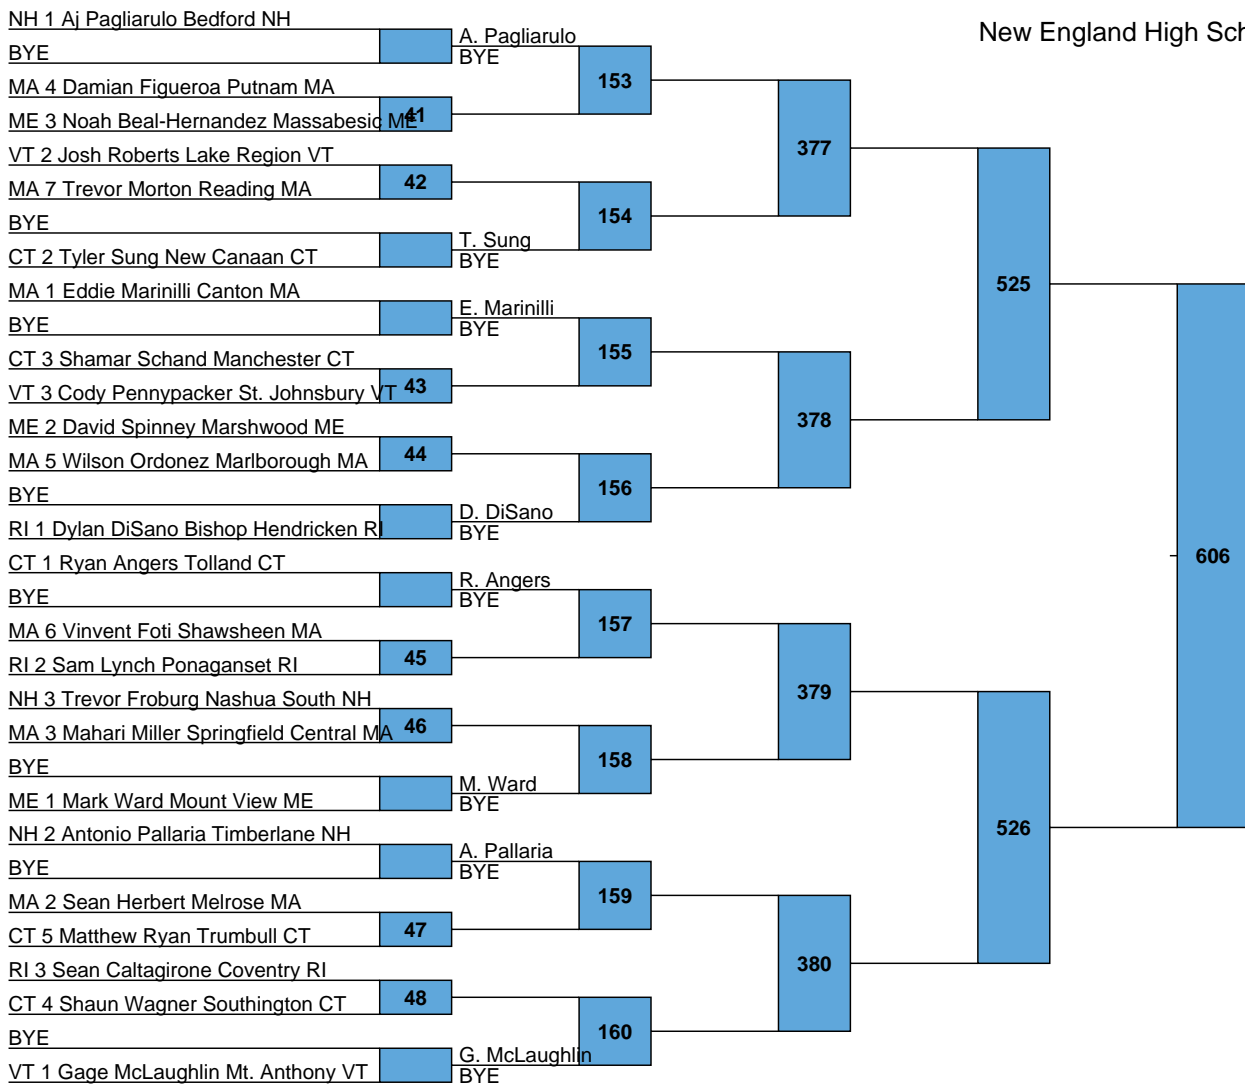 New England High Sch
NH 1 Aj Pagliarulo Bedford NH
BYE
MA 4 Damian Figueroa Putnam MA
ME 3 Noah Beal-Hernandez Massabesic ME
VT 2 Josh Roberts Lake Region VT
MA 7 Trevor Morton Reading MA
BYE
CT 2 Tyler Sung New Canaan CT
MA 1 Eddie Marinilli Canton MA
BYE
CT 3 Shamar Schand Manchester CT
VT 3 Cody Pennypacker St. Johnsbury VT
ME 2 David Spinney Marshwood ME
MA 5 Wilson Ordonez Marlborough MA
BYE
RI 1 Dylan DiSano Bishop Hendricken RI
CT 1 Ryan Angers Tolland CT
BYE
MA 6 Vinvent Foti Shawsheen MA
RI 2 Sam Lynch Ponaganset RI
NH 3 Trevor Froburg Nashua South NH
MA 3 Mahari Miller Springfield Central MA
BYE
ME 1 Mark Ward Mount View ME
NH 2 Antonio Pallaria Timberlane NH
BYE
MA 2 Sean Herbert Melrose MA
CT 5 Matthew Ryan Trumbull CT
RI 3 Sean Caltagirone Coventry RI
CT 4 Shaun Wagner Southington CT
BYE
VT 1 Gage McLaughlin Mt. Anthony VT
41
42
43
44
45
46
47
48
A. Pagliarulo
BYE
T. Sung
BYE
E. Marinilli
BYE
D. DiSano
BYE
R. Angers
BYE
M. Ward
BYE
A. Pallaria
BYE
G. McLaughlin
BYE
153
154
155
156
157
158
159
160
377
378
379
380
525
526
606